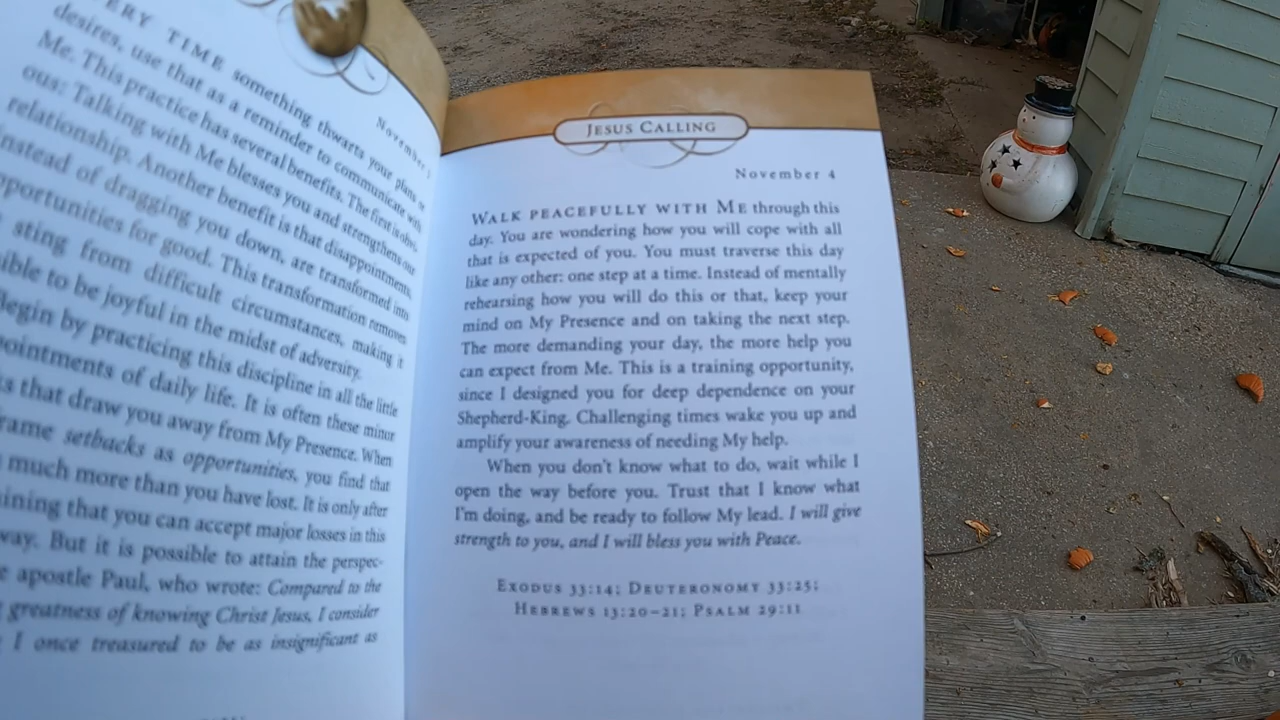 ERY TIME something thwarts your plans or
desires, use that as a reminder to communicate with
Me. This practice has several benefits. The first is obvi-
ous: Talking with Me blesses you and strengthens our
relationship. Another benefit is that disappointments,
instead of dragging you down, are transformed into
opportunities for good. This transformation removes
sting from difficult circumstances, making it
ible to be joyful in the midst of adversity.
Begin by practicing this discipline in all the little
ointments of daily life. It is often these minor
s that draw you away from My Presence. When
rame setbacks as opportunities, you find that
much more than you have lost. It is only after
ining that you can accept major losses in this
way. But it is possible to attain the perspec-
e apostle Paul, who wrote: Compared to the
greatness of knowing Christ Jesus, I consider
I once treasured to be as insignificant as
November
JESUS CALLING
November 4
WALK PEACEFULLY WITH ME through this
day. You are wondering how you will cope with all
that is expected of you. You must traverse this day
like any other: one step at a time. Instead of mentally
rehearsing how you will do this or that, keep your
mind on My Presence and on taking the next step.
The more demanding your day, the more help you
can expect from Me. This is a training opportunity,
since I designed you for deep dependence on your
Shepherd-King. Challenging times wake you up and
amplify your awareness of needing My help.
When you don't know what to do, wait while I
open the way before you. Trust that I know what
I'm doing, and be ready to follow My lead. I will give
strength to you, and I will bless you with Peace.
EXODUS 33:14; DEUTERONOMY 33:25;
HEBREWS 13:20–21; PSALM 29:11